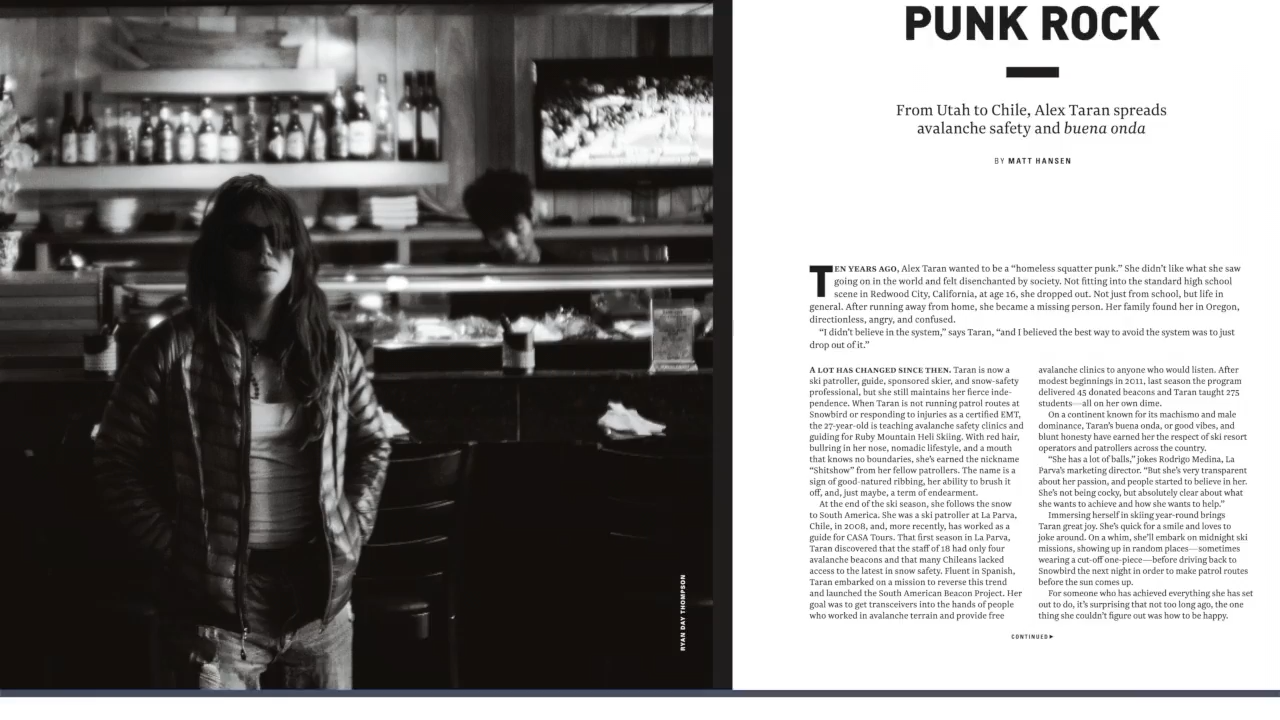 PUNK ROCK
From Utah to Chile, Alex Taran spreads
avalanche safety and buena onda
BY MATT HANSEN
TEN YEARS AGO, Alex Taran wanted to be a “homeless squatter punk.” She didn’t like what she saw
going on in the world and felt disenchanted by society. Not fitting into the standard high school
scene in Redwood City, California, at age 16, she dropped out. Not just from school, but life in
general. After running away from home, she became a missing person. Her family found her in Oregon,
directionless, angry, and confused.
“I didn’t believe in the system,” says Taran, “and I believed the best way to avoid the system was to just
drop out of it.”
A LOT HAS CHANGED SINCE THEN. Taran is now a
ski patroller, guide, sponsored skier, and snow-safety
professional, but she still maintains her fierce inde-
pendence. When Taran is not running patrol routes at
Snowbird or responding to injuries as a certified EMT,
the 27-year-old is teaching avalanche safety clinics and
guiding for Ruby Mountain Heli Skiing. With red hair,
bullring in her nose, nomadic lifestyle, and a mouth
that knows no boundaries, she’s earned the nickname
“Shitshow” from her fellow patrollers. The name is a
sign of good-natured ribbing, her ability to brush it
off, and, just maybe, a term of endearment.
At the end of the ski season, she follows the snow
to South America. She was a ski patroller at La Parva,
Chile, in 2008, and, more recently, has worked as a
guide for CASA Tours. That first season in La Parva,
Taran discovered that the staff of 18 had only four
avalanche beacons and that many Chileans lacked
access to the latest in snow safety. Fluent in Spanish,
Taran embarked on a mission to reverse this trend
and launched the South American Beacon Project. Her
goal was to get transceivers into the hands of people
who worked in avalanche terrain and provide free
avalanche clinics to anyone who would listen. After
modest beginnings in 2011, last season the program
delivered 45 donated beacons and Taran taught 275
students—all on her own dime.
On a continent known for its machismo and male
dominance, Taran’s buena onda, or good vibes, and
blunt honesty have earned her the respect of ski resort
operators and patrollers across the country.
“She has a lot of balls,” jokes Rodrigo Medina, La
Parva’s marketing director. “But she’s very transparent
about her passion, and people started to believe in her.
She’s not being cocky, but absolutely clear about what
she wants to achieve and how she wants to help.”
Immersing herself in skiing year-round brings
Taran great joy. She’s quick for a smile and loves to
joke around. On a whim, she’ll embark on midnight ski
missions, showing up in random places—sometimes
wearing a cut-off one-piece—before driving back to
Snowbird the next night in order to make patrol routes
before the sun comes up.
For someone who has achieved everything she has set
out to do, it’s surprising that not too long ago, the one
thing she couldn’t figure out was how to be happy.
CONTINUED▶
RYAN DAY THOMPSON